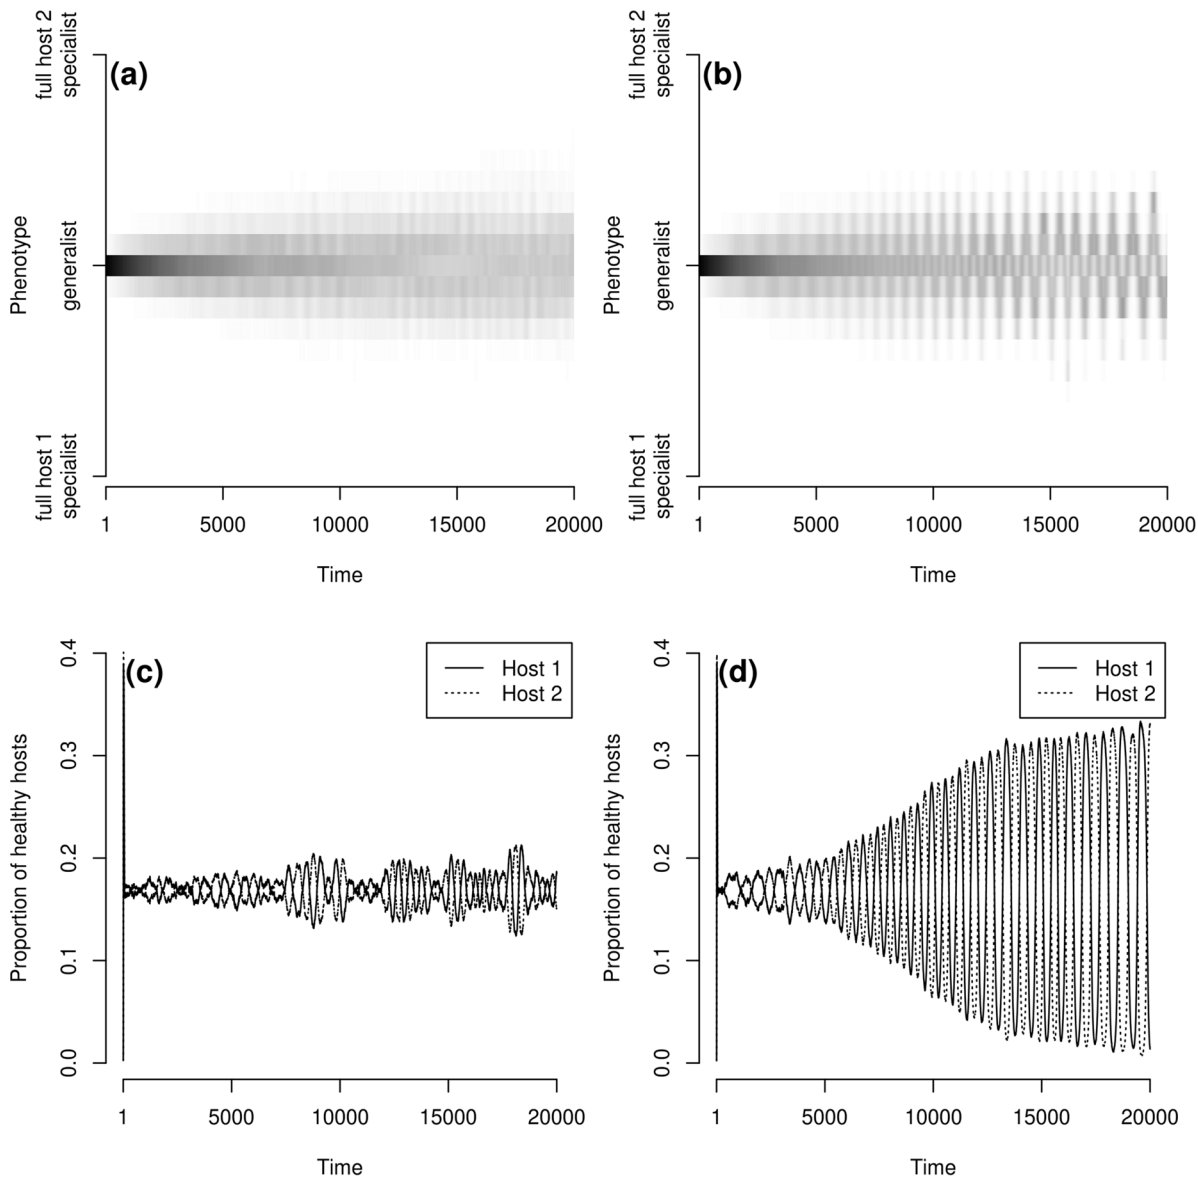 (a)
full host 2
specialist
Phenotype
generalist
full host 1
specialist
1
5000
10000
15000
20000
Time
(b)
full host 2
specialist
Phenotype
generalist
full host 1
specialist
1
5000
10000
15000
20000
Time
(c)
Host 1
Host 2
Proportion of healthy hosts
0.4
0.3
0.2
0.1
0.0
1
5000
10000
15000
20000
Time
(d)
Host 1
Host 2
Proportion of healthy hosts
0.4
0.3
0.2
0.1
0.0
1
5000
10000
15000
20000
Time